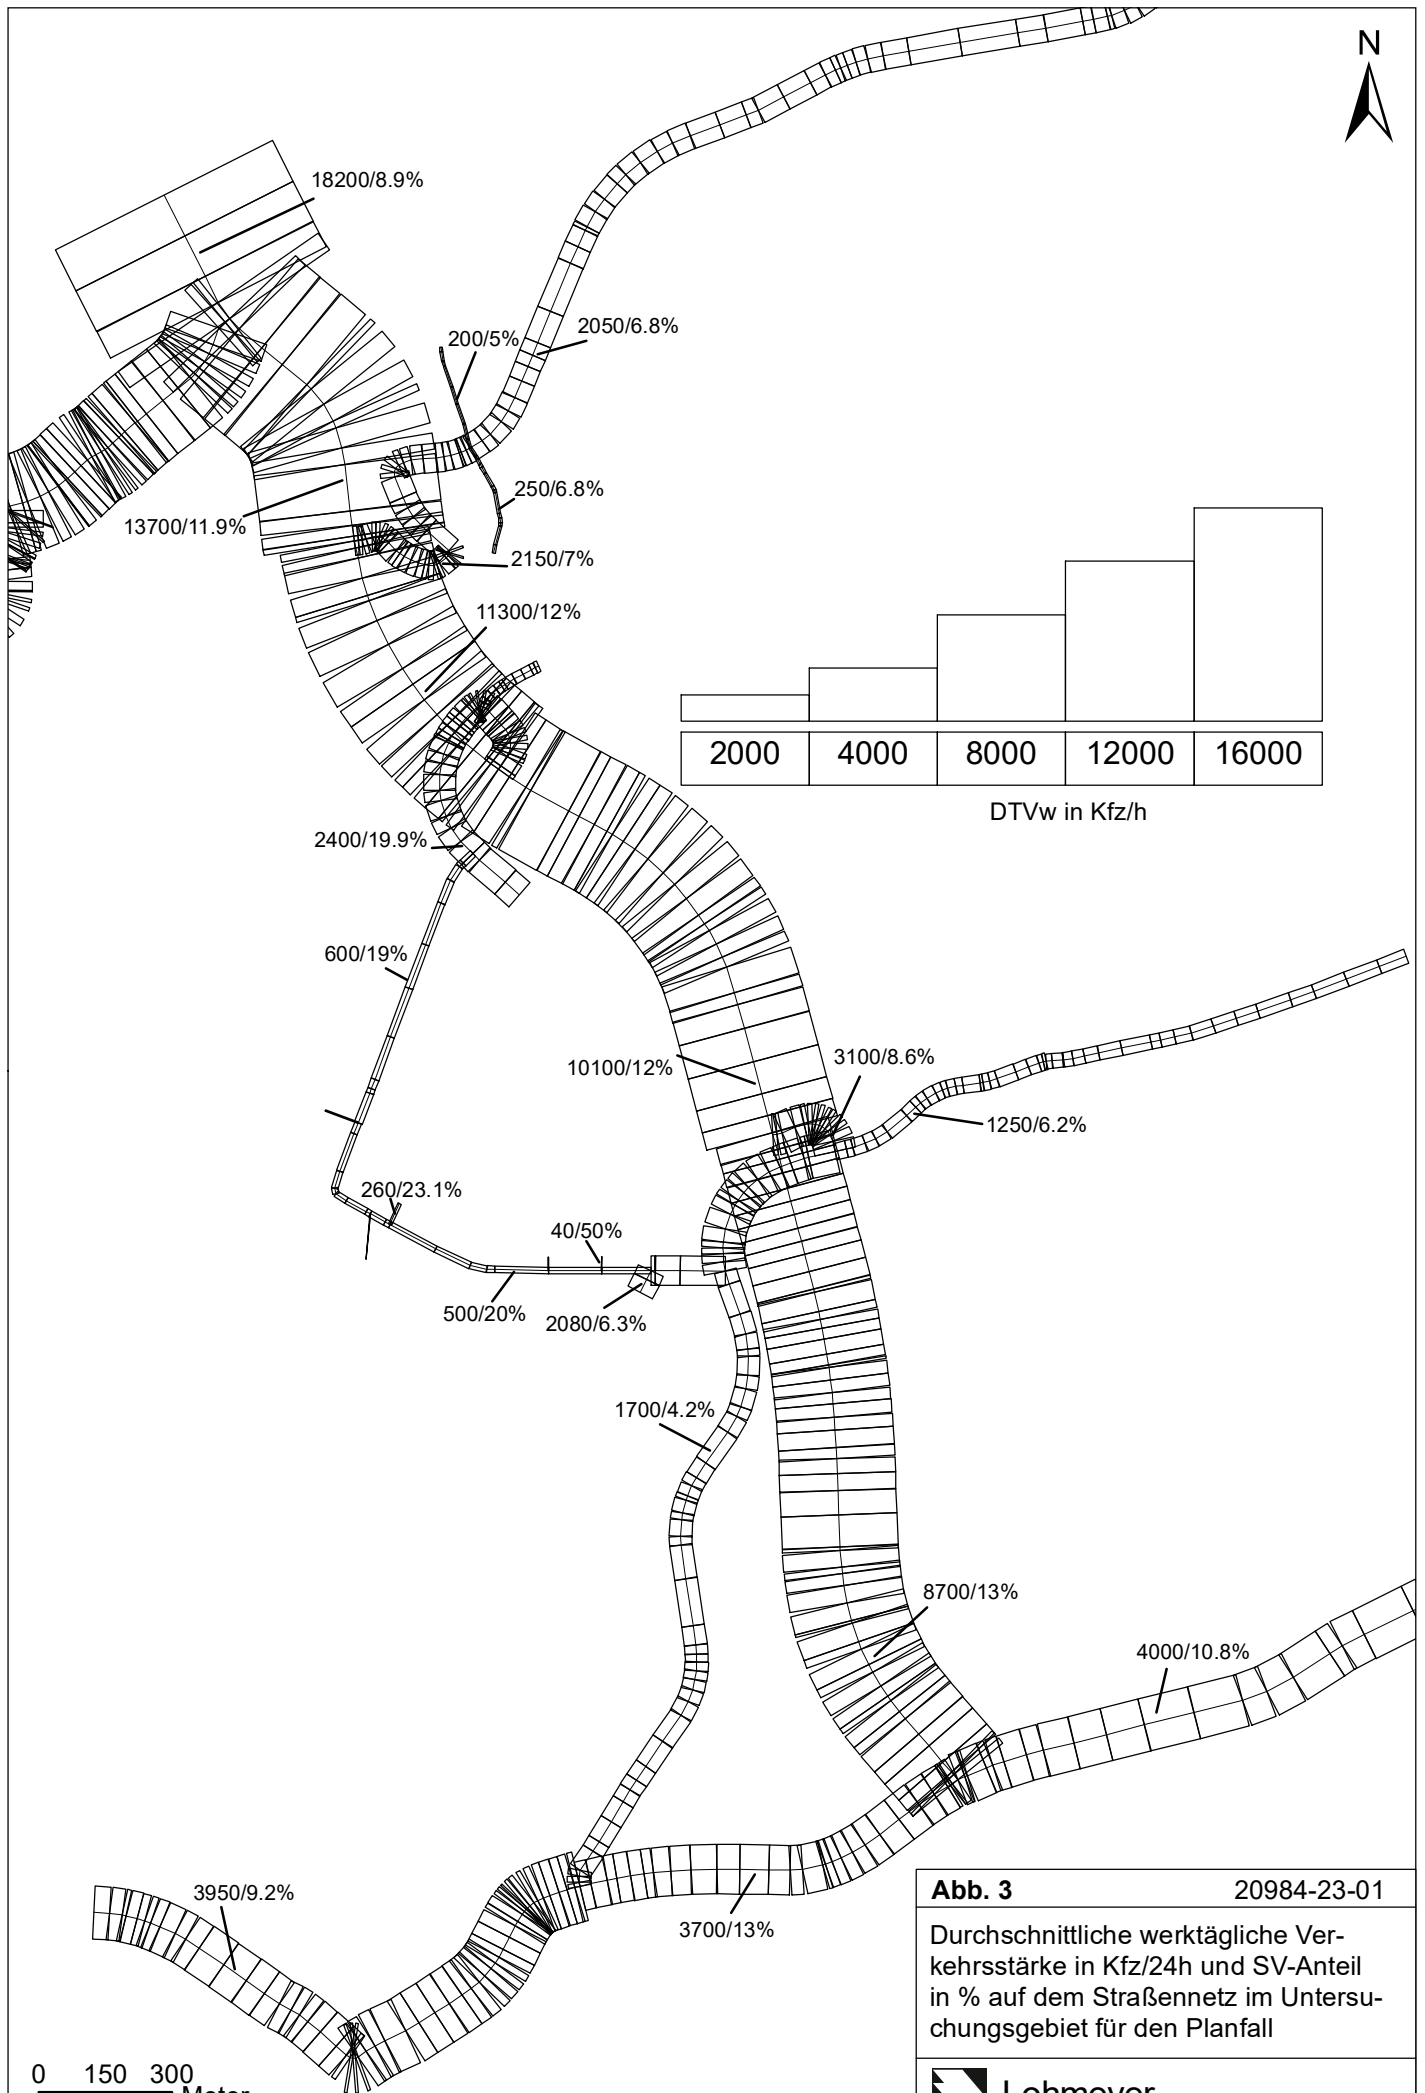 N
18200/8.9%
200/5%
2050/6.8%
250/6.8%
13700/11.9%
2150/7%
11300/12%
2000 4000 8000 12000 16000
DTVw in Kfz/h
2400/19.9%
600/19%
10100/12%
3100/8.6%
1250/6.2%
260/23.1%
40/50%
500/20%
2080/6.3%
1700/4.2%
8700/13%
4000/10.8%
3950/9.2%
3700/13%
Abb. 3 20984-23-01
Durchschnittliche werktägliche Ver-
kehrsstärke in Kfz/24h und SV-Anteil
in % auf dem Straßennetz im Untersu-
chungsgebiet für den Planfall
0 150 300
Meter
Lohmeyer